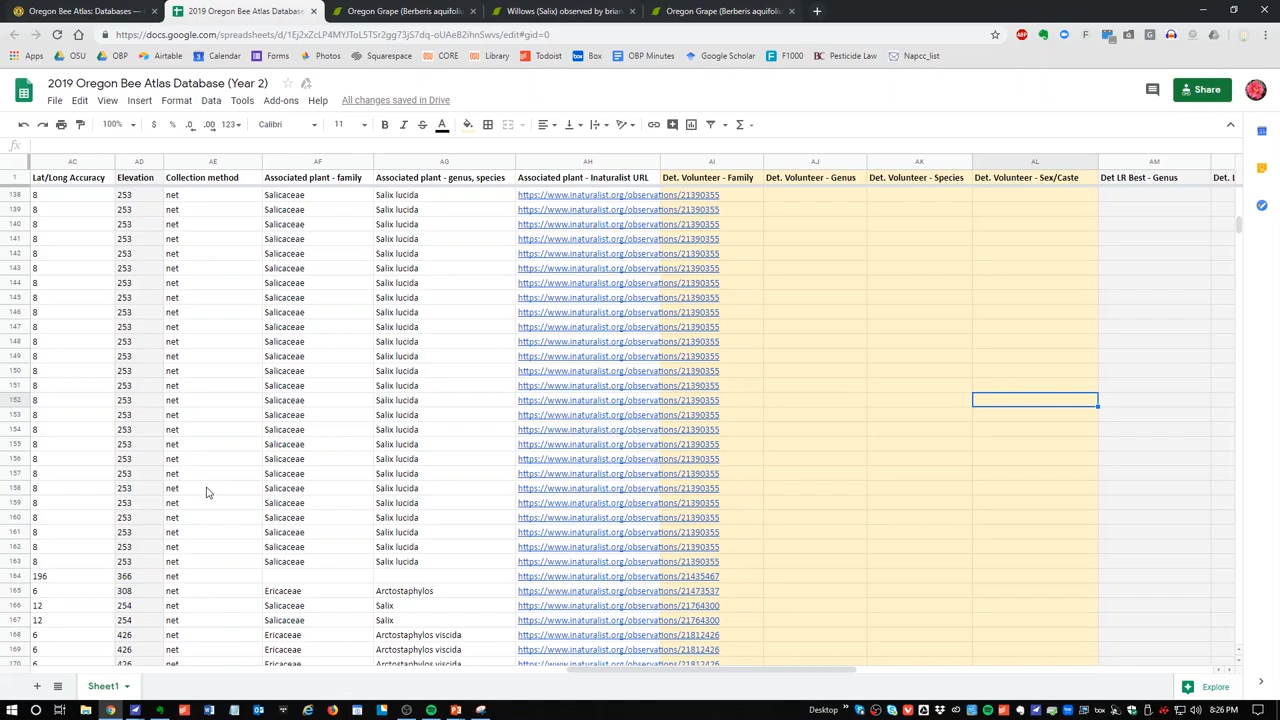 Oregon Bee Atlas Databases —
2019 Oregon Bee Atlas Database
Oregon Grape (Berberis aquifoliu
Willows (Salix) observed by brian
Oregon Grape (Berberis aquifoliu
https://docs.google.com/spreadsheets/d/1Ej2xZcLP4MYJToL5TSr2gg73jS7dq-oUAeB2ihnSwvs/edit#gid=0
Apps OSU OBP Airtable Calendar Forms Photos Squarespace CORE Library Todoist Box OBP Minutes Google Scholar F1000 Pesticide Law Napcc_list
2019 Oregon Bee Atlas Database (Year 2)
Share
File Edit View Insert Format Data Tools Add-ons Help All changes saved in Drive
100% $ % .0 .00 123 Calibri 11 B I S A
fx
AC AD AE AF AG AH AI AJ AK AL AM
1 Lat/Long Accuracy Elevation Collection method Associated plant - family Associated plant - genus, species Associated plant - Inaturalist URL Det. Volunteer - Family Det. Volunteer - Genus Det. Volunteer - Species Det. Volunteer - Sex/Caste Det LR Best - Genus Det. L
138 8 253 net Salicaceae Salix lucida https://www.inaturalist.org/observations/21390355
139 8 253 net Salicaceae Salix lucida https://www.inaturalist.org/observations/21390355
140 8 253 net Salicaceae Salix lucida https://www.inaturalist.org/observations/21390355
141 8 253 net Salicaceae Salix lucida https://www.inaturalist.org/observations/21390355
142 8 253 net Salicaceae Salix lucida https://www.inaturalist.org/observations/21390355
143 8 253 net Salicaceae Salix lucida https://www.inaturalist.org/observations/21390355
144 8 253 net Salicaceae Salix lucida https://www.inaturalist.org/observations/21390355
145 8 253 net Salicaceae Salix lucida https://www.inaturalist.org/observations/21390355
146 8 253 net Salicaceae Salix lucida https://www.inaturalist.org/observations/21390355
147 8 253 net Salicaceae Salix lucida https://www.inaturalist.org/observations/21390355
148 8 253 net Salicaceae Salix lucida https://www.inaturalist.org/observations/21390355
149 8 253 net Salicaceae Salix lucida https://www.inaturalist.org/observations/21390355
150 8 253 net Salicaceae Salix lucida https://www.inaturalist.org/observations/21390355
151 8 253 net Salicaceae Salix lucida https://www.inaturalist.org/observations/21390355
152 8 253 net Salicaceae Salix lucida https://www.inaturalist.org/observations/21390355
153 8 253 net Salicaceae Salix lucida https://www.inaturalist.org/observations/21390355
154 8 253 net Salicaceae Salix lucida https://www.inaturalist.org/observations/21390355
155 8 253 net Salicaceae Salix lucida https://www.inaturalist.org/observations/21390355
156 8 253 net Salicaceae Salix lucida https://www.inaturalist.org/observations/21390355
157 8 253 net Salicaceae Salix lucida https://www.inaturalist.org/observations/21390355
158 8 253 net Salicaceae Salix lucida https://www.inaturalist.org/observations/21390355
159 8 253 net Salicaceae Salix lucida https://www.inaturalist.org/observations/21390355
160 8 253 net Salicaceae Salix lucida https://www.inaturalist.org/observations/21390355
161 8 253 net Salicaceae Salix lucida https://www.inaturalist.org/observations/21390355
162 8 253 net Salicaceae Salix lucida https://www.inaturalist.org/observations/21390355
163 8 253 net Salicaceae Salix lucida https://www.inaturalist.org/observations/21390355
164 196 366 net https://www.inaturalist.org/observations/21435467
165 6 308 net Ericaceae Arctostaphylos https://www.inaturalist.org/observations/21473537
166 12 254 net Salicaceae Salix https://www.inaturalist.org/observations/21764300
167 12 254 net Salicaceae Salix https://www.inaturalist.org/observations/21764300
168 6 426 net Ericaceae Arctostaphylos viscida https://www.inaturalist.org/observations/21812426
169 6 426 net Ericaceae Arctostaphylos viscida https://www.inaturalist.org/observations/21812426
170 6 426 net Ericaceae Arctostaphylos viscida https://www.inaturalist.org/observations/21812426
Sheet1
Explore
Desktop
8:26 PM